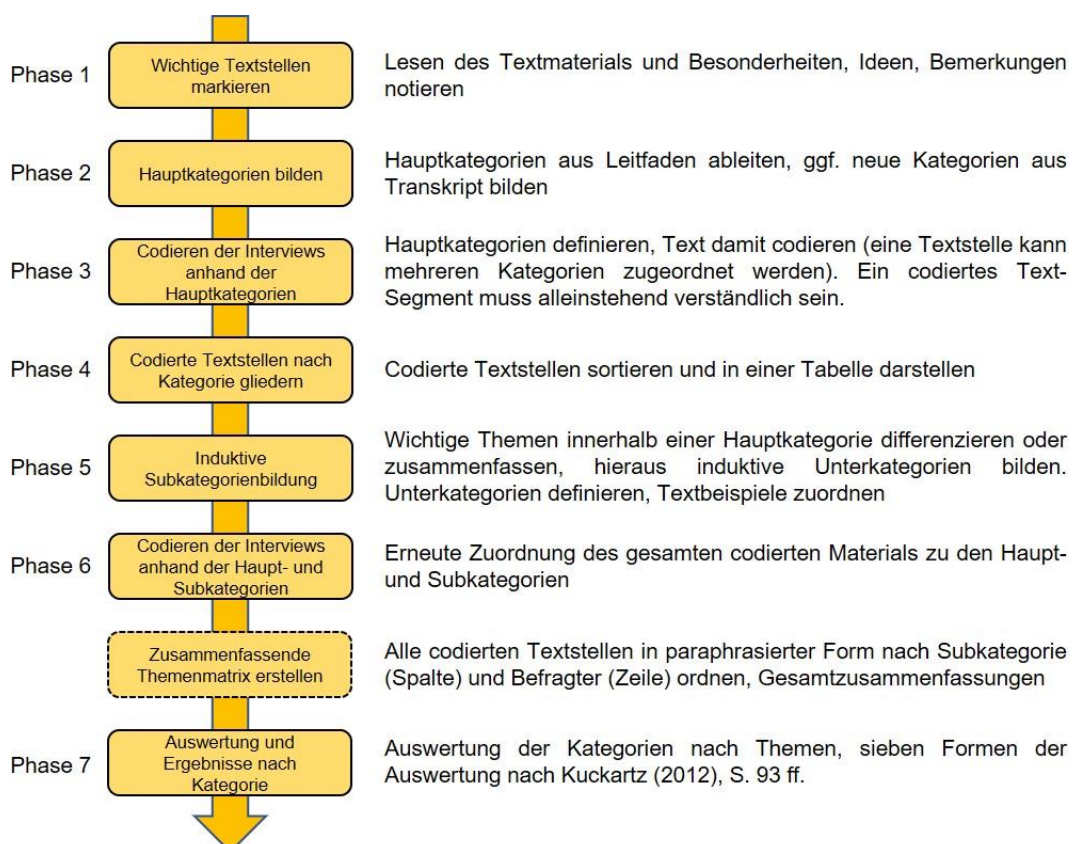 Phase 1
Wichtige Textstellen
markieren
Lesen des Textmaterials und Besonderheiten, Ideen, Bemerkungen
notieren
Phase 2
Hauptkategorien bilden
Hauptkategorien aus Leitfaden ableiten, ggf. neue Kategorien aus
Transkript bilden
Phase 3
Codieren der Interviews
anhand der
Hauptkategorien
Hauptkategorien definieren, Text damit codieren (eine Textstelle kann
mehreren Kategorien zugeordnet werden). Ein codiertes Text-
Segment muss alleinstehend verständlich sein.
Phase 4
Codierte Textstellen nach
Kategorie gliedern
Codierte Textstellen sortieren und in einer Tabelle darstellen
Phase 5
Induktive
Subkategorienbildung
Wichtige Themen innerhalb einer Hauptkategorie differenzieren oder
zusammenfassen, hieraus induktive Unterkategorien bilden.
Unterkategorien definieren, Textbeispiele zuordnen
Phase 6
Codieren der Interviews
anhand der Haupt- und
Subkategorien
Erneute Zuordnung des gesamten codierten Materials zu den Haupt-
und Subkategorien
Zusammenfassende
Themenmatrix erstellen
Alle codierten Textstellen in paraphrasierter Form nach Subkategorie
(Spalte) und Befragter (Zeile) ordnen, Gesamtzusammenfassungen
Phase 7
Auswertung und
Ergebnisse nach
Kategorie
Auswertung der Kategorien nach Themen, sieben Formen der
Auswertung nach Kuckartz (2012), S. 93 ff.